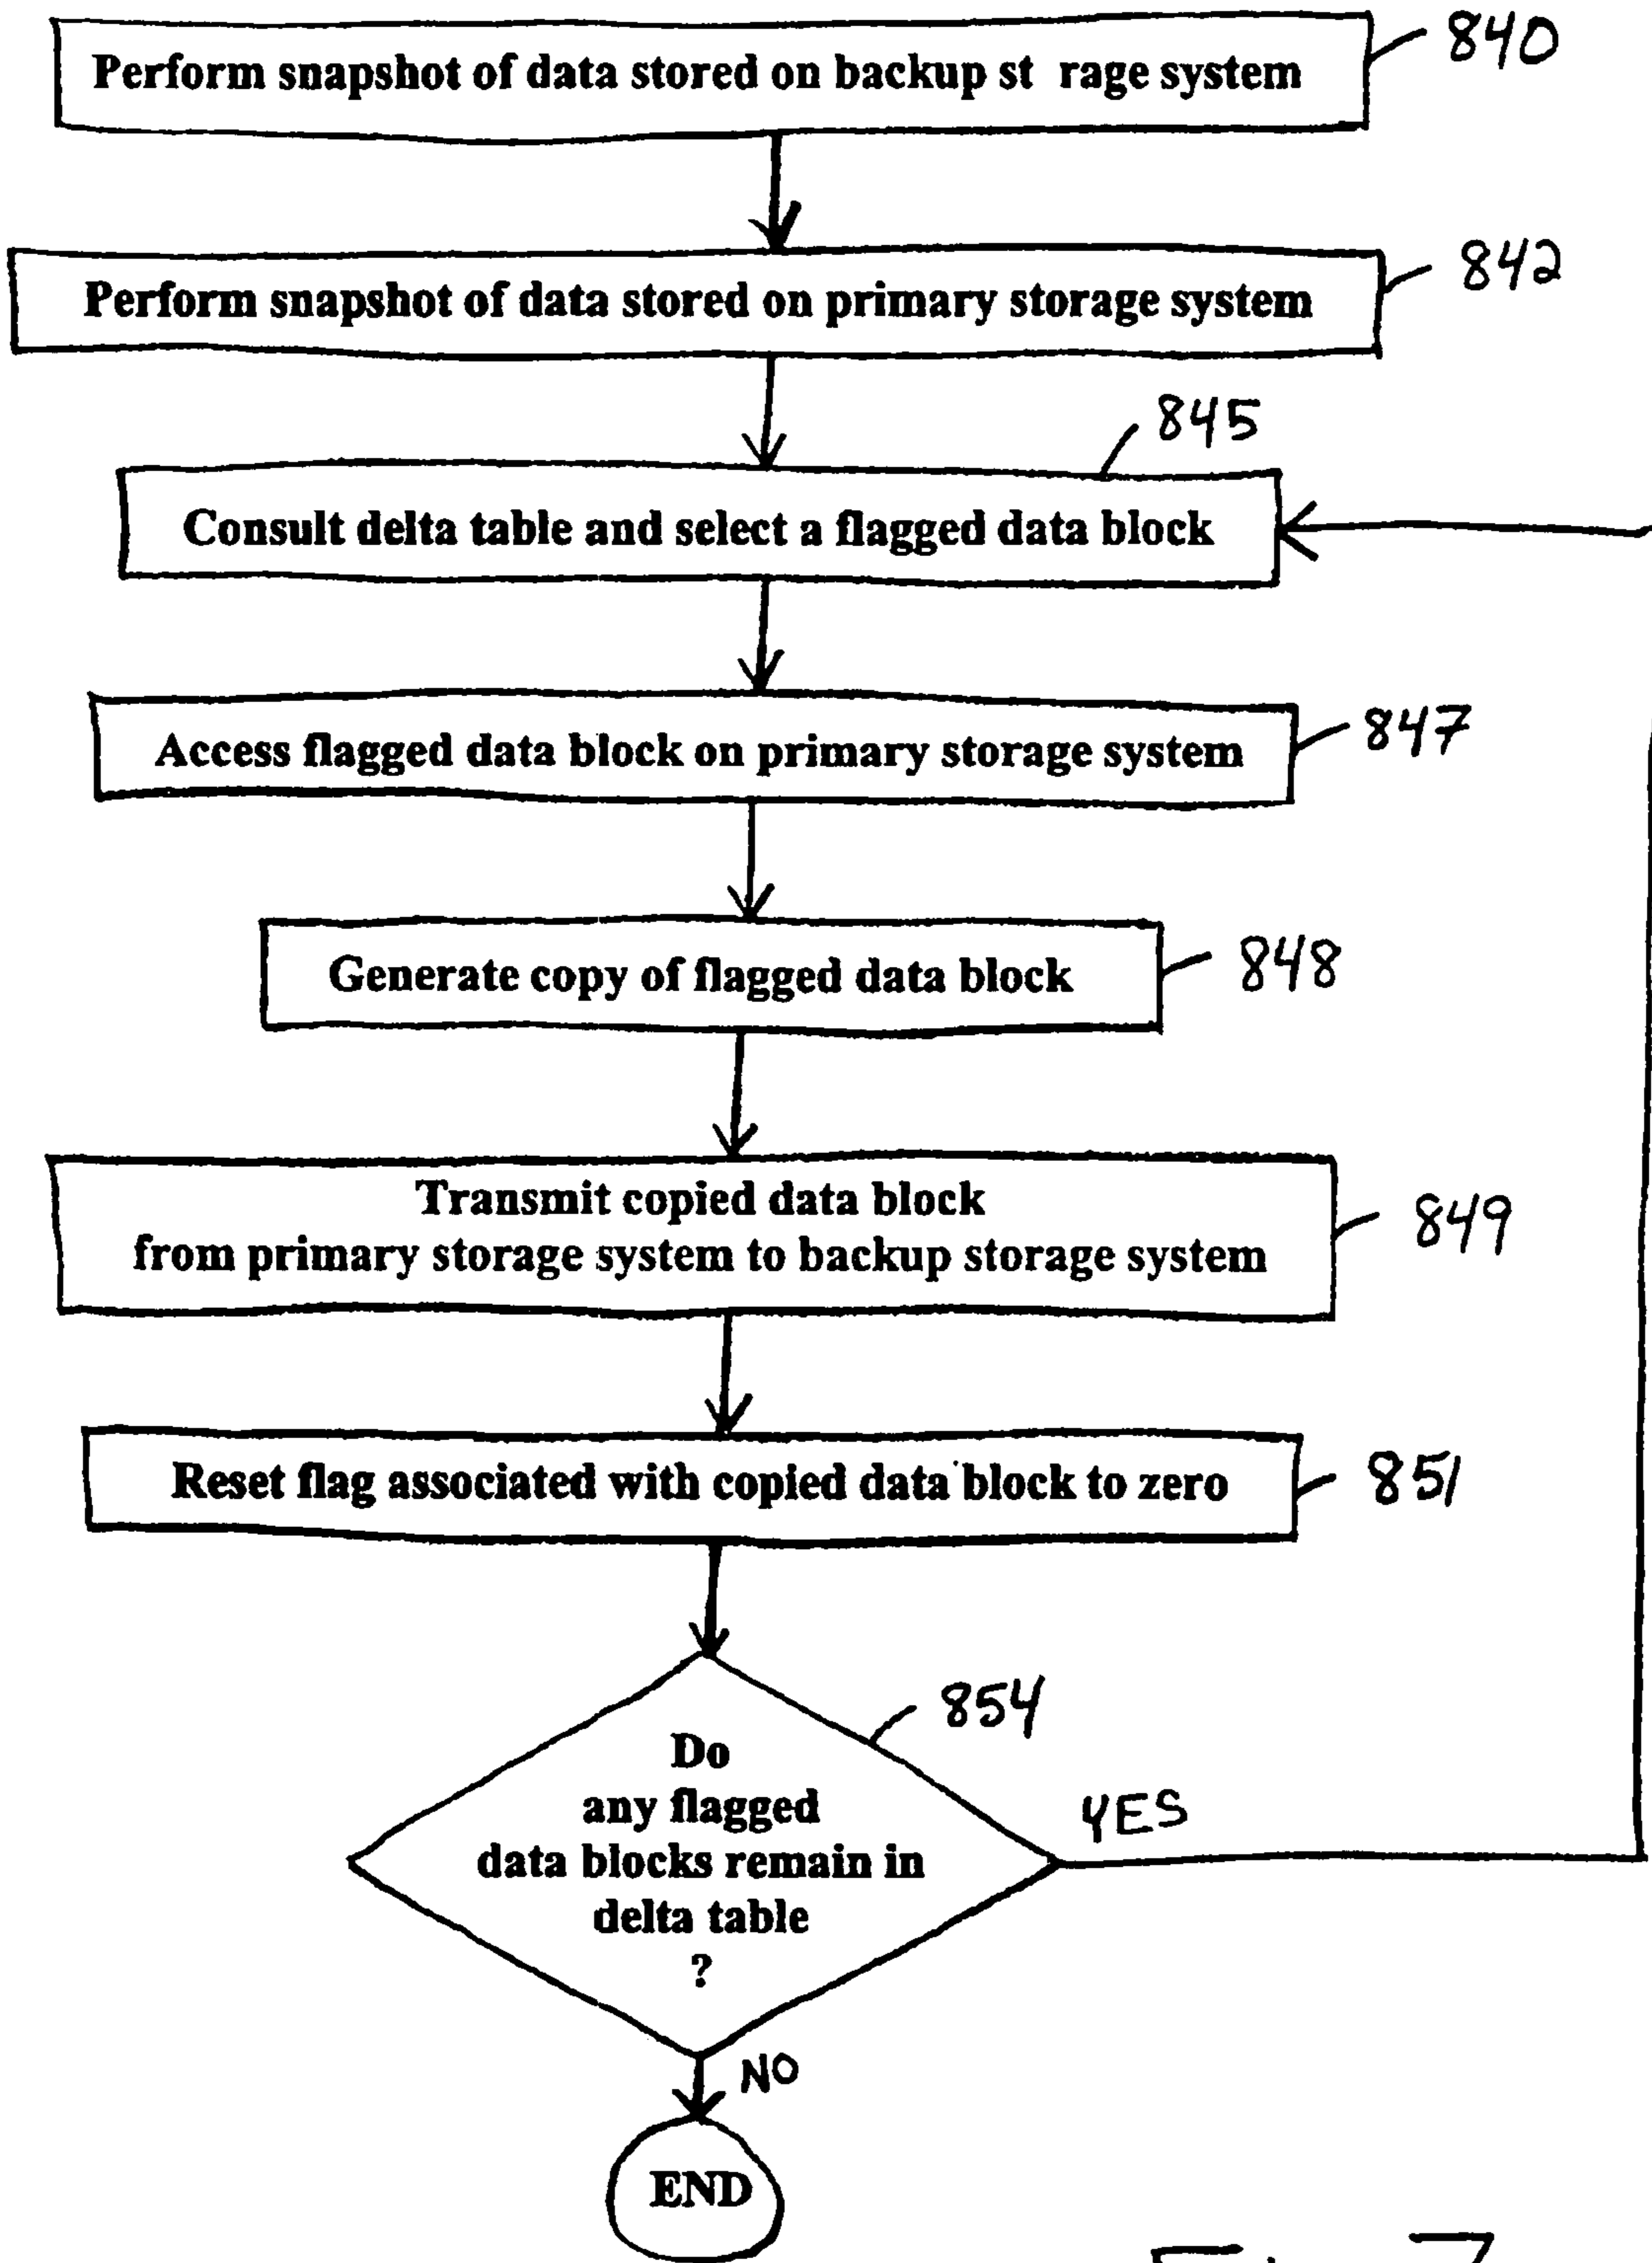 Perform snapshot of data stored on backup st rage system
840
Perform snapshot of data stored on primary storage system
842
845
Consult delta table and select a flagged data block
Access flagged data block on primary storage system
847
Generate copy of flagged data block
848
Transmit copied data block
from primary storage system to backup storage system
849
Reset flag associated with copied data block to zero
851
854
Do
any flagged
data blocks remain in
delta table
?
YES
NO
END